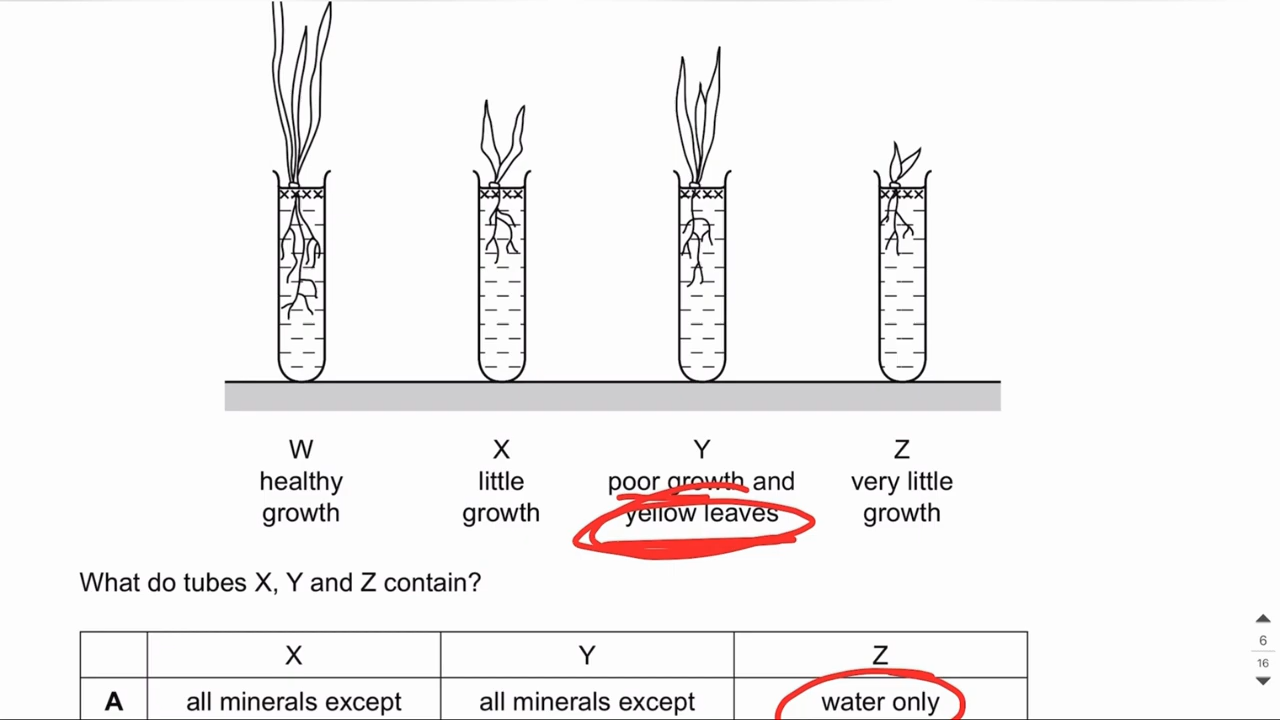 W
healthy
growth
X
little
growth
Y
poor growth and
yellow leaves
Z
very little
growth
What do tubes X, Y and Z contain?
X Y Z
A all minerals except all minerals except water only
6
16